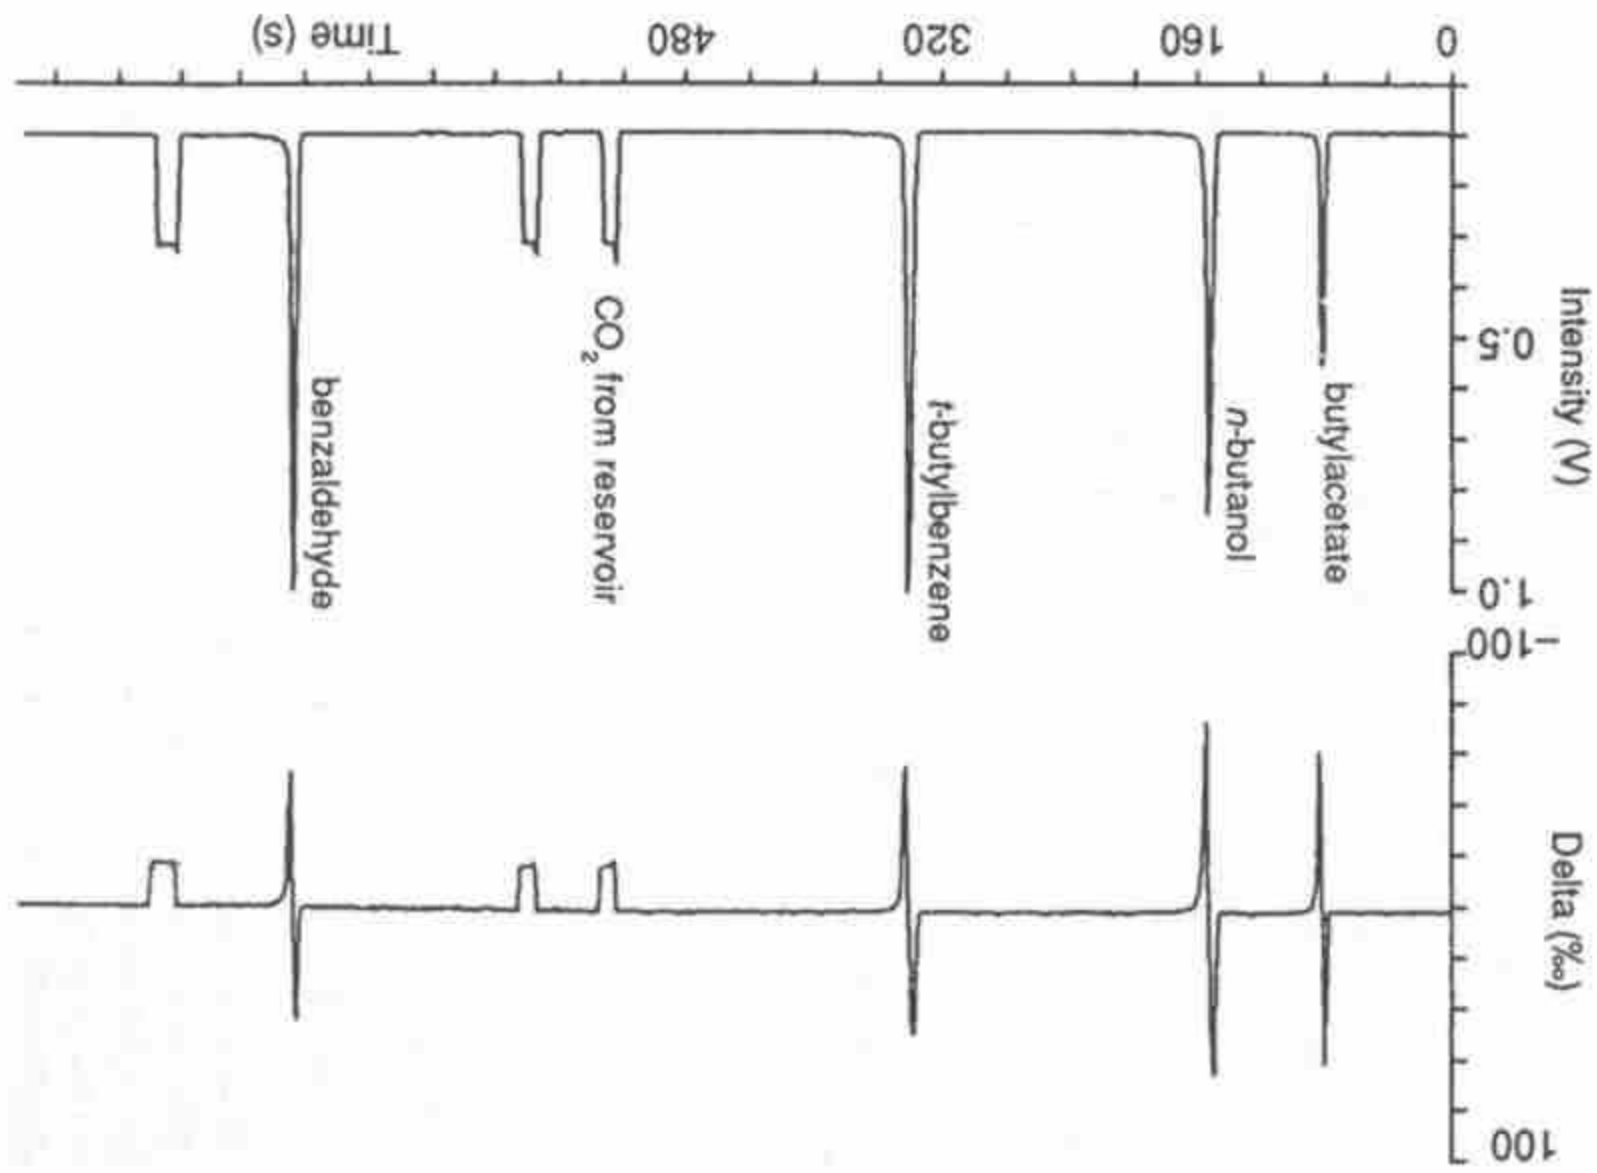 100
Delta (‰)
–100
1.0
0.5
Intensity (V)
butylacetate
n-butanol
t-butylbenzene
CO₂ from reservoir
benzaldehyde
0
160
320
480
Time (s)